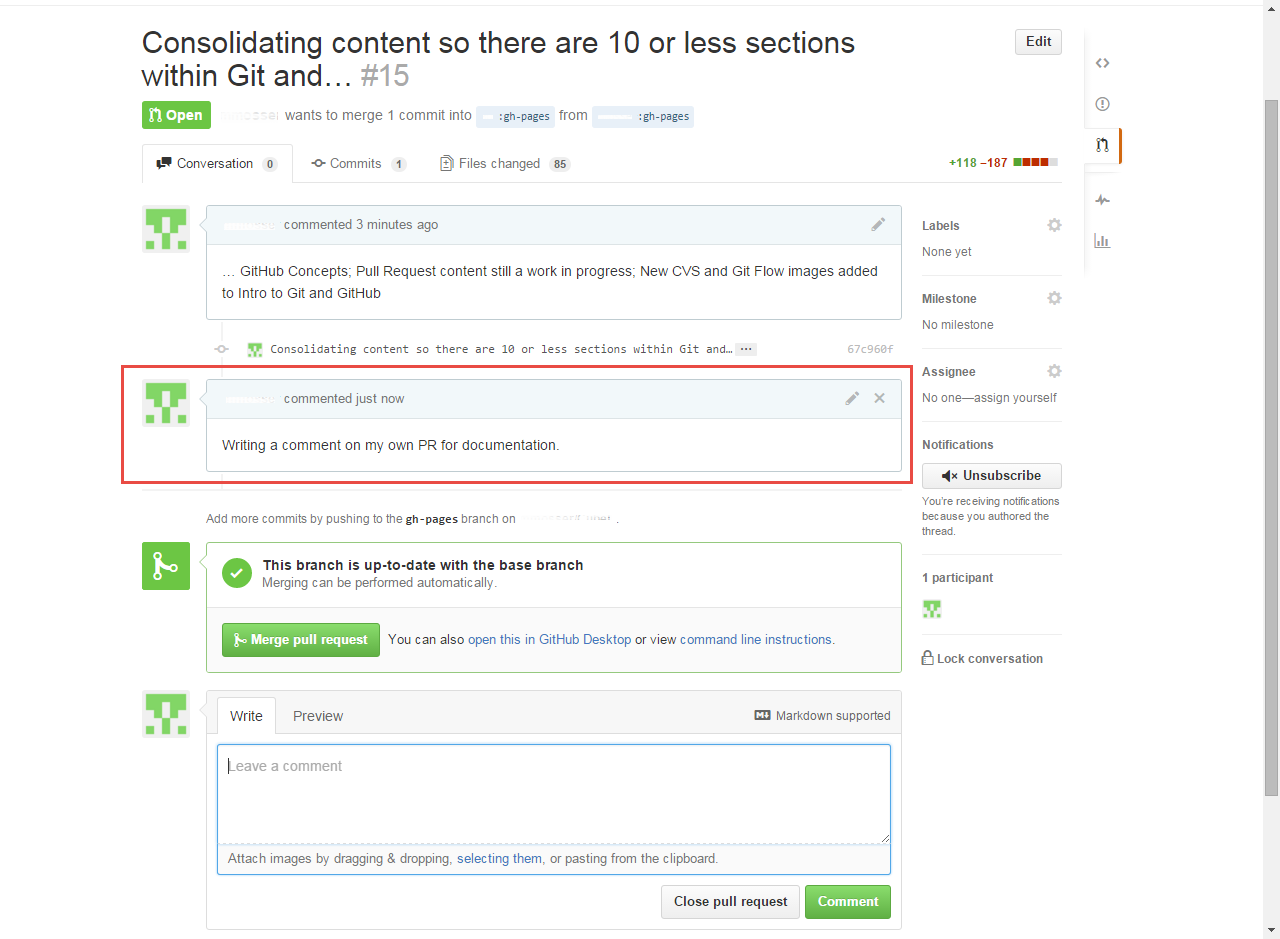 Consolidating content so there are 10 or less sections
within Git and… #15
Edit
Open wants to merge 1 commit into :gh-pages from :gh-pages
Conversation 0 Commits 1 Files changed 85 +118 −187
commented 3 minutes ago
… GitHub Concepts; Pull Request content still a work in progress; New CVS and Git Flow images added
to Intro to Git and GitHub
Consolidating content so there are 10 or less sections within Git and… ··· 67c960f
commented just now
Writing a comment on my own PR for documentation.
Add more commits by pushing to the gh-pages branch on .
This branch is up-to-date with the base branch
Merging can be performed automatically.
Merge pull request You can also open this in GitHub Desktop or view command line instructions.
Write Preview Markdown supported
Leave a comment
Attach images by dragging & dropping, selecting them, or pasting from the clipboard.
Close pull request Comment
Labels
None yet
Milestone
No milestone
Assignee
No one—assign yourself
Notifications
Unsubscribe
You're receiving notifications
because you authored the
thread.
1 participant
Lock conversation